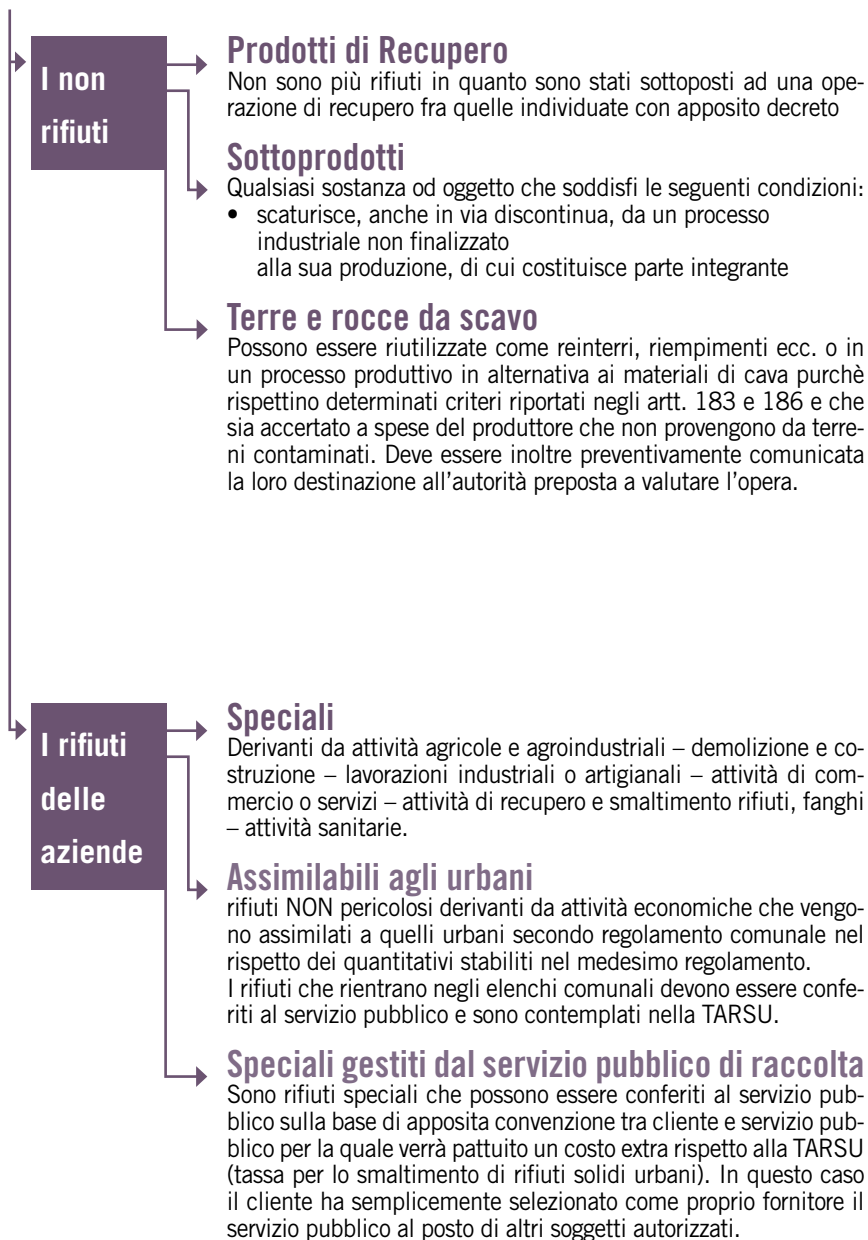 I non
rifiuti
Prodotti di Recupero
Non sono più rifiuti in quanto sono stati sottoposti ad una ope-
razione di recupero fra quelle individuate con apposito decreto
Sottoprodotti
Qualsiasi sostanza od oggetto che soddisfi le seguenti condizioni:
• scaturisce, anche in via discontinua, da un processo
industriale non finalizzato
alla sua produzione, di cui costituisce parte integrante
Terre e rocce da scavo
Possono essere riutilizzate come reinterri, riempimenti ecc. o in
un processo produttivo in alternativa ai materiali di cava purchè
rispettino determinati criteri riportati negli artt. 183 e 186 e che
sia accertato a spese del produttore che non provengono da terre-
ni contaminati. Deve essere inoltre preventivamente comunicata
la loro destinazione all'autorità preposta a valutare l'opera.
I rifiuti
delle
aziende
Speciali
Derivanti da attività agricole e agroindustriali – demolizione e co-
struzione – lavorazioni industriali o artigianali – attività di com-
mercio o servizi – attività di recupero e smaltimento rifiuti, fanghi
– attività sanitarie.
Assimilabili agli urbani
rifiuti NON pericolosi derivanti da attività economiche che vengo-
no assimilati a quelli urbani secondo regolamento comunale nel
rispetto dei quantitativi stabiliti nel medesimo regolamento.
I rifiuti che rientrano negli elenchi comunali devono essere confe-
riti al servizio pubblico e sono contemplati nella TARSU.
Speciali gestiti dal servizio pubblico di raccolta
Sono rifiuti speciali che possono essere conferiti al servizio pub-
blico sulla base di apposita convenzione tra cliente e servizio pub-
blico per la quale verrà pattuito un costo extra rispetto alla TARSU
(tassa per lo smaltimento di rifiuti solidi urbani). In questo caso
il cliente ha semplicemente selezionato come proprio fornitore il
servizio pubblico al posto di altri soggetti autorizzati.